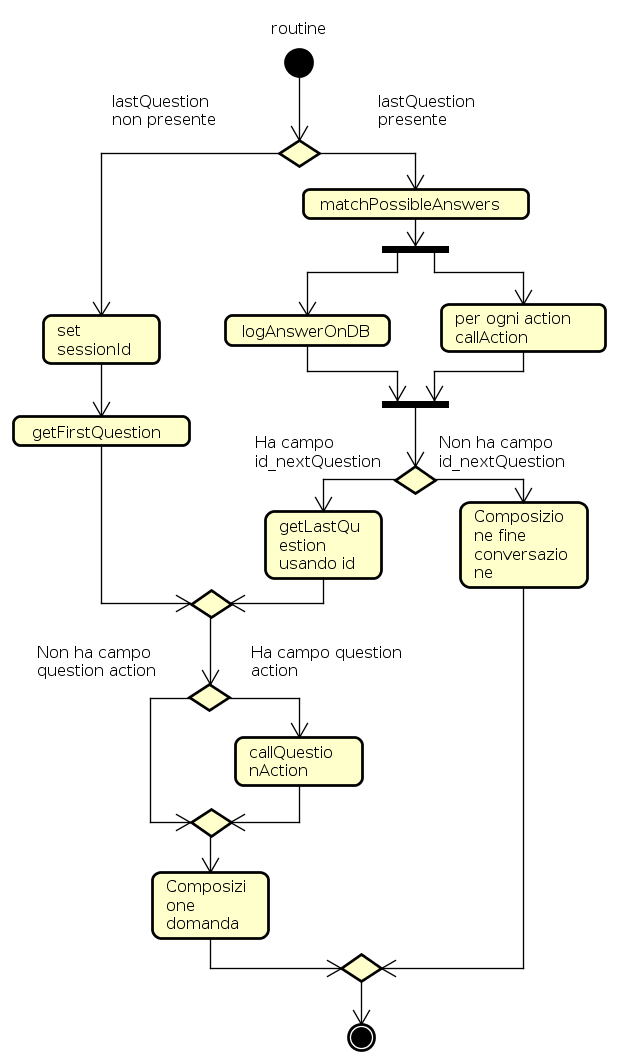 routine
lastQuestion
non presente
lastQuestion
presente
matchPossibleAnswers
logAnswerOnDB
per ogni action
callAction
set
sessionId
getFirstQuestion
Ha campo
id_nextQuestion
Non ha campo
id_nextQuestion
getLastQu
estion
usando id
Composizio
ne fine
conversazio
ne
Non ha campo
question action
Ha campo question
action
callQuestio
nAction
Composizi
one
domanda